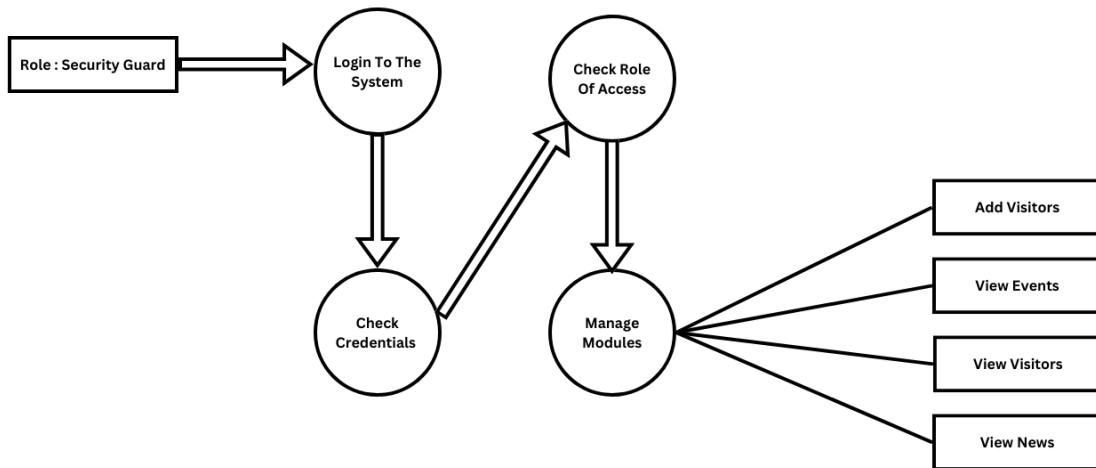 Role : Security Guard
Login To The
System
Check
Credentials
Check Role
Of Access
Manage
Modules
Add Visitors
View Events
View Visitors
View News